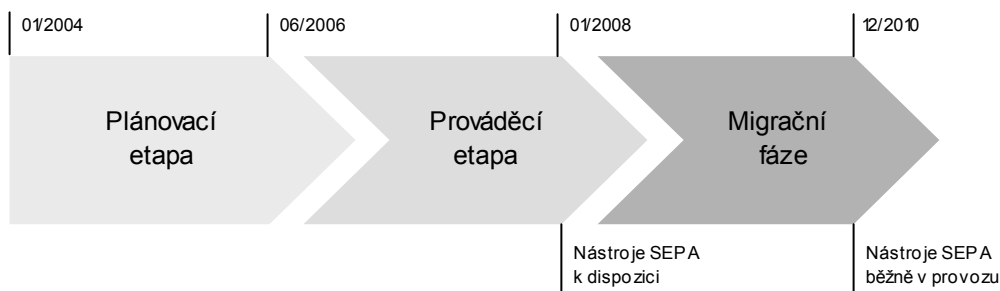 01/2004
06/2006
01/2008
12/2010
Plánovací
etapa
Prováděcí
etapa
Migrační
fáze
Nástroje SEPA
k dispozici
Nástroje SEPA
běžně v provozu